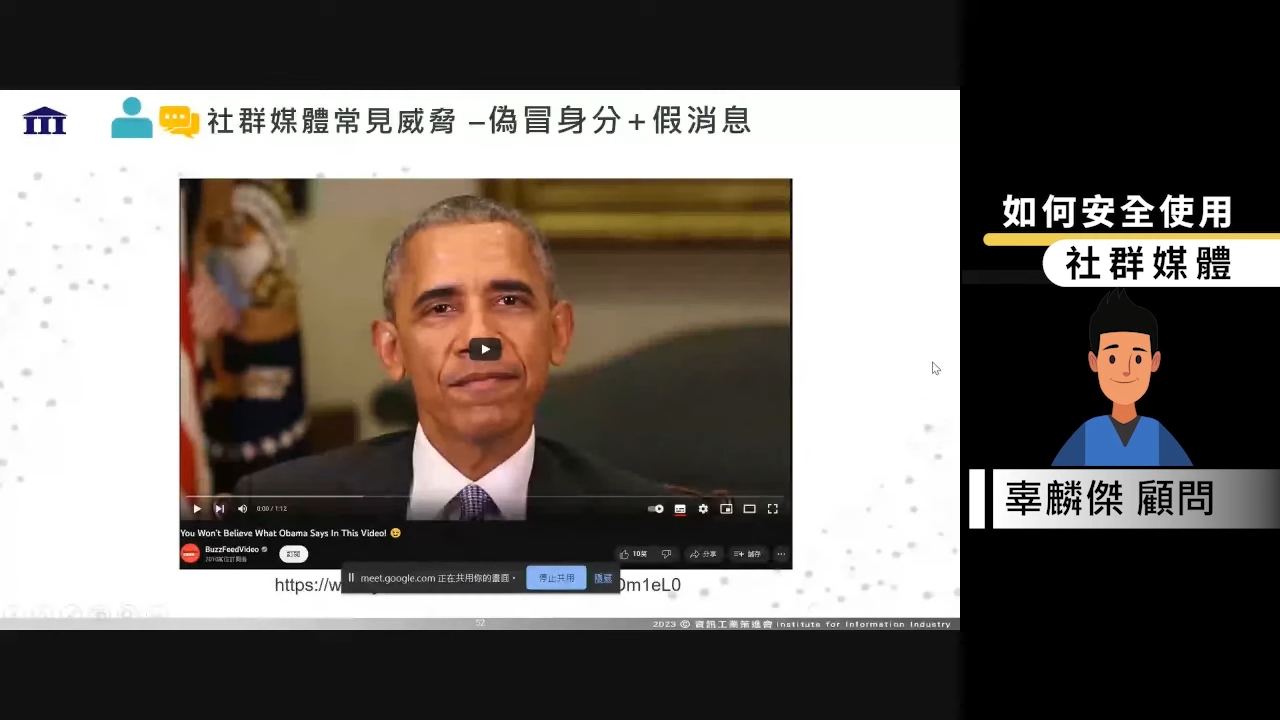 社群媒體常見威脅 –偽冒身分+假消息
0:00 / 1:12
You Won't Believe What Obama Says In This Video! 😉
BuzzFeedVideo
訂閱
分享
儲存
https://w
meet.google.com 正在共用你的畫面。
停止共用
隱藏
0m1eL0
52
2023 © 資訊工業策進會 Institute for Information Industry
如何安全使用
社群媒體
辜麟傑 顧問